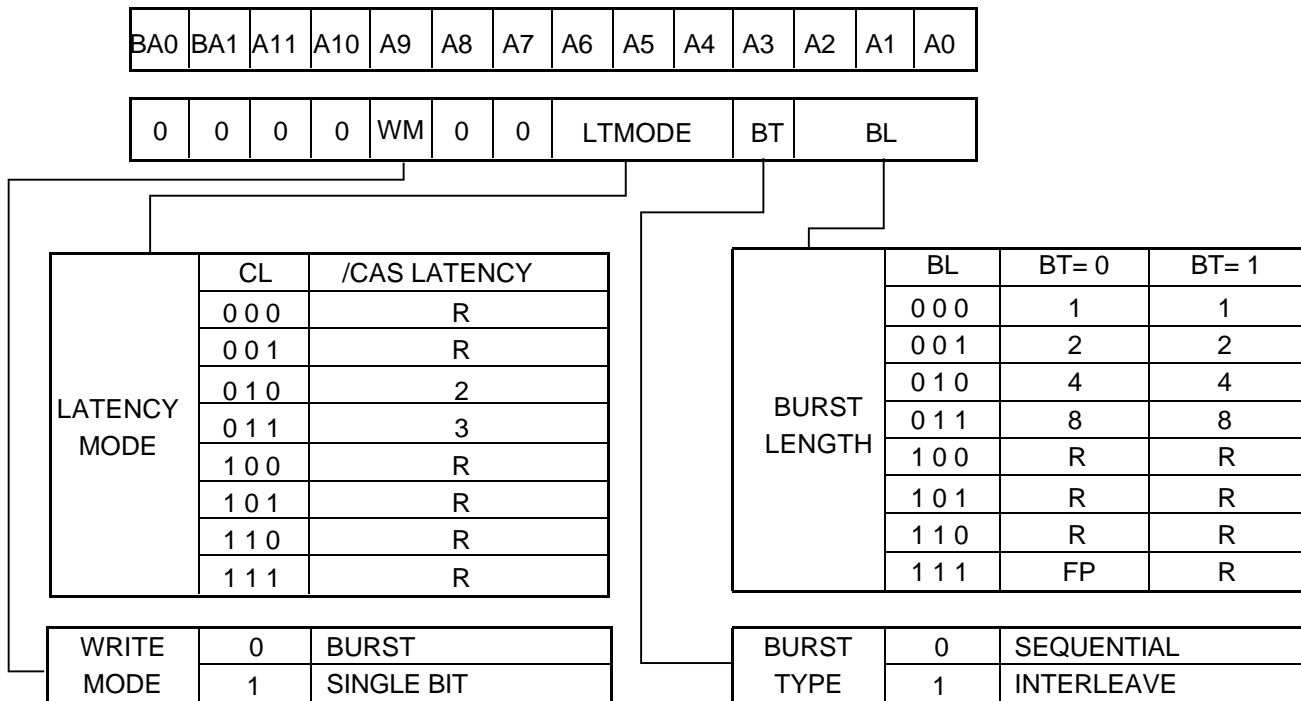 BA0 BA1 A11 A10 A9 A8 A7 A6 A5 A4 A3 A2 A1 A0
0 0 0 0 WM 0 0 LTMODE BT BL
LATENCY MODE
CL /CAS LATENCY
0 0 0 R
0 0 1 R
0 1 0 2
0 1 1 3
1 0 0 R
1 0 1 R
1 1 0 R
1 1 1 R
BURST LENGTH
BL BT= 0 BT= 1
0 0 0 1 1
0 0 1 2 2
0 1 0 4 4
0 1 1 8 8
1 0 0 R R
1 0 1 R R
1 1 0 R R
1 1 1 FP R
WRITE MODE
0 BURST
1 SINGLE BIT
BURST TYPE
0 SEQUENTIAL
1 INTERLEAVE